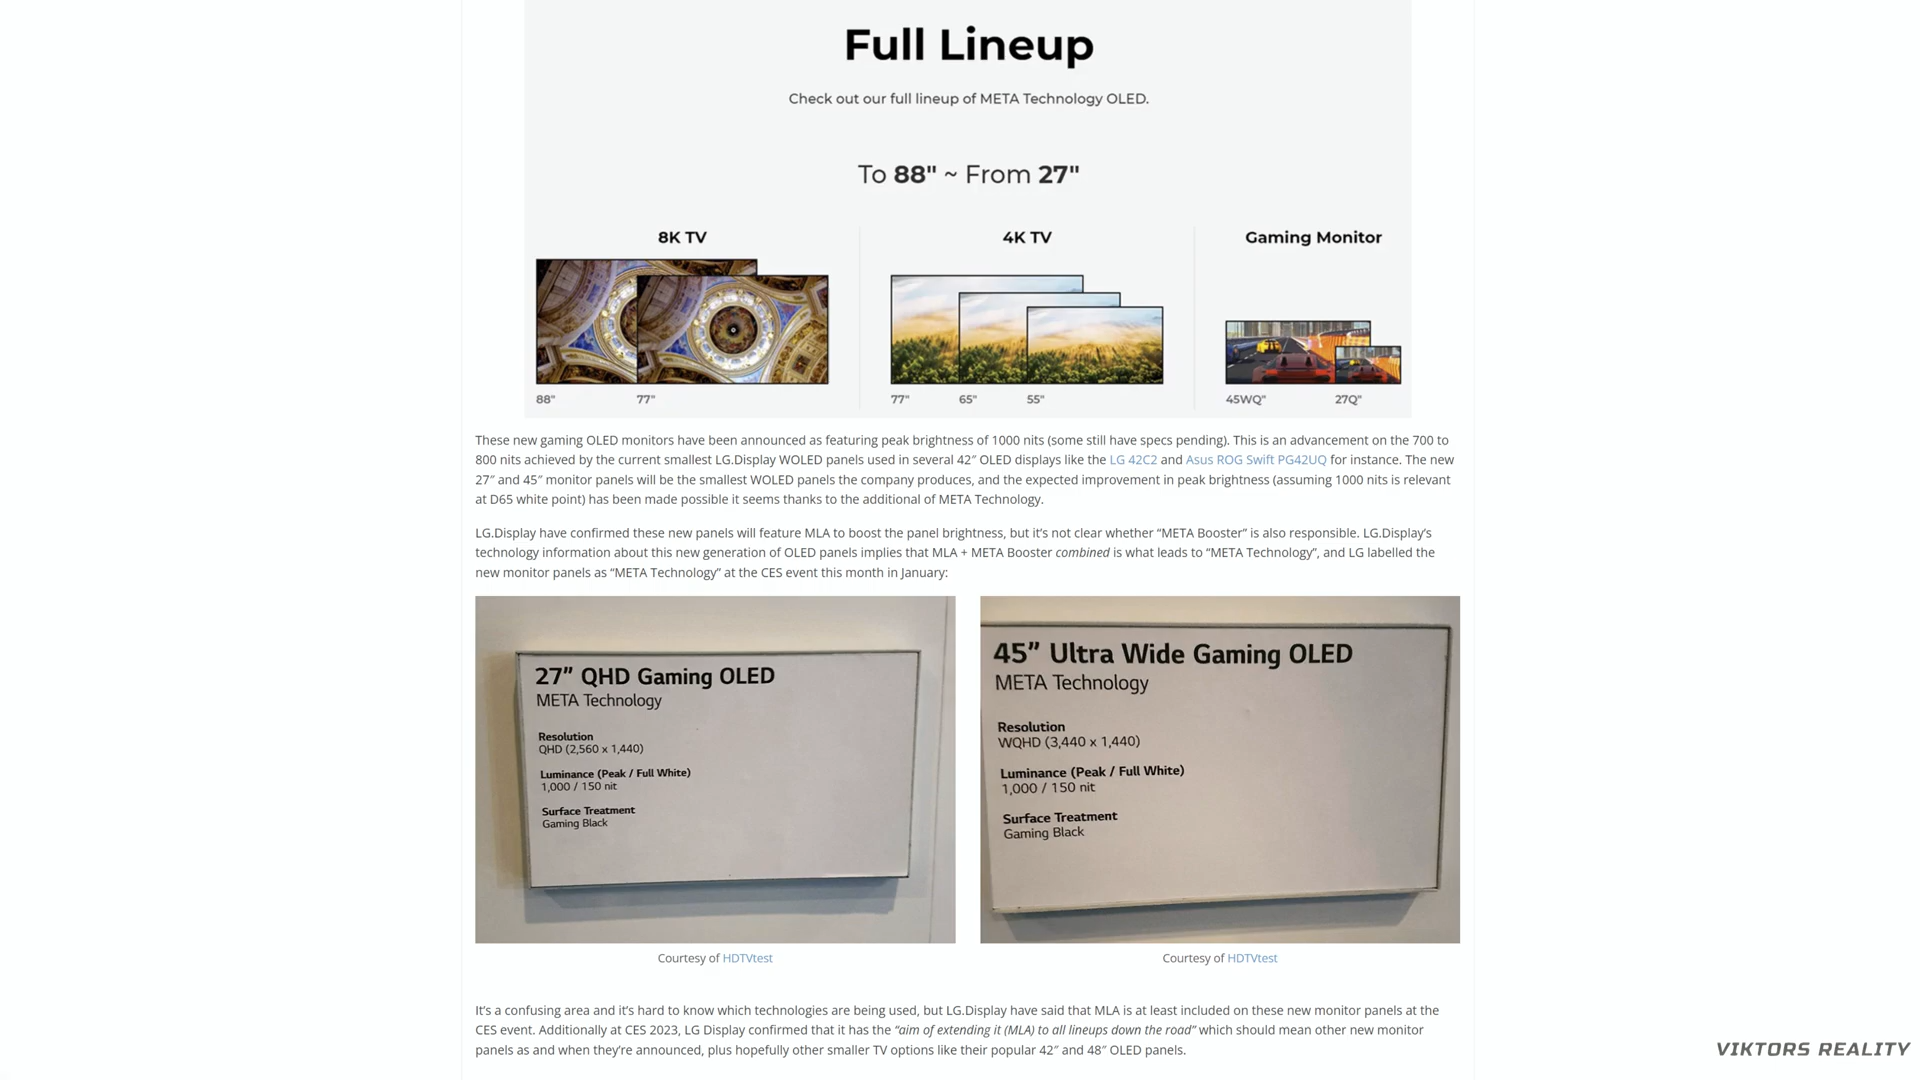 Full Lineup
Check out our full lineup of META Technology OLED.
To 88" ~ From 27"
8K TV
4K TV
Gaming Monitor
88"
77"
77"
65"
55"
45WQ"
27Q"
These new gaming OLED monitors have been announced as featuring peak brightness of 1000 nits (some still have specs pending). This is an advancement on the 700 to
800 nits achieved by the current smallest LG.Display WOLED panels used in several 42″ OLED displays like the LG 42C2 and Asus ROG Swift PG42UQ for instance. The new
27″ and 45″ monitor panels will be the smallest WOLED panels the company produces, and the expected improvement in peak brightness (assuming 1000 nits is relevant
at D65 white point) has been made possible it seems thanks to the additional of META Technology.
LG.Display have confirmed these new panels will feature MLA to boost the panel brightness, but it’s not clear whether “META Booster” is also responsible. LG.Display’s
technology information about this new generation of OLED panels implies that MLA + META Booster combined is what leads to “META Technology”, and LG labelled the
new monitor panels as “META Technology” at the CES event this month in January:
27” QHD Gaming OLED
META Technology
Resolution
QHD (2,560 x 1,440)
Luminance (Peak / Full White)
1,000 / 150 nit
Surface Treatment
Gaming Black
45” Ultra Wide Gaming OLED
META Technology
Resolution
WQHD (3,440 x 1,440)
Luminance (Peak / Full White)
1,000 / 150 nit
Surface Treatment
Gaming Black
Courtesy of HDTVtest
Courtesy of HDTVtest
It’s a confusing area and it’s hard to know which technologies are being used, but LG.Display have said that MLA is at least included on these new monitor panels at the
CES event. Additionally at CES 2023, LG Display confirmed that it has the “aim of extending it (MLA) to all lineups down the road” which should mean other new monitor
panels as and when they’re announced, plus hopefully other smaller TV options like their popular 42″ and 48″ OLED panels.
VIKTORS REALITY